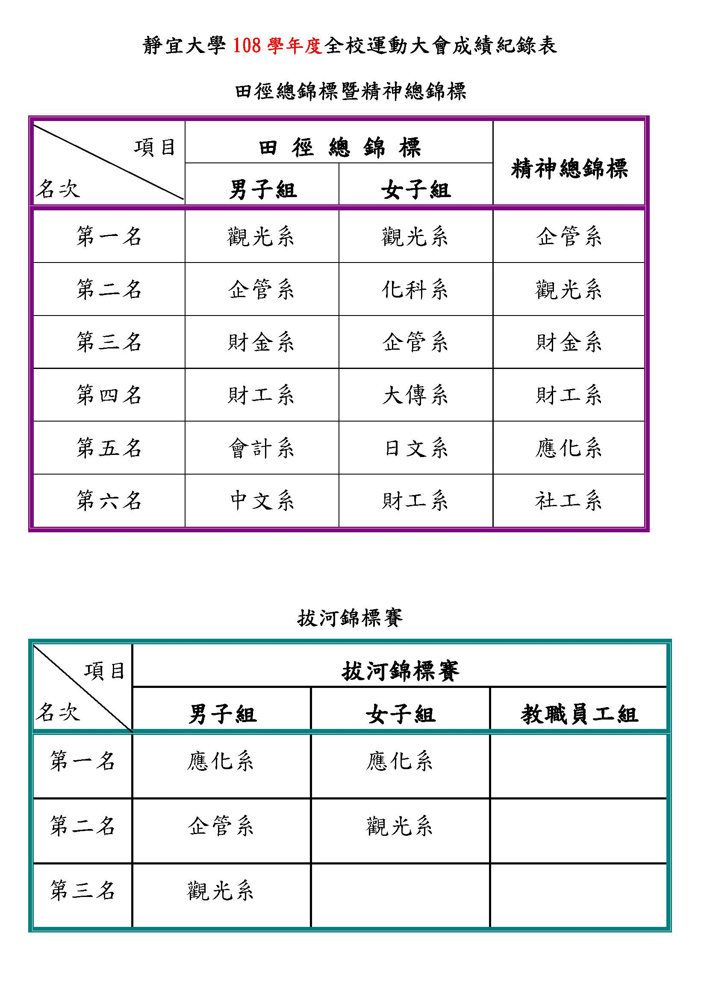 靜宜大學 108 學年度全校運動大會成績紀錄表
田徑總錦標暨精神總錦標
項目 田 徑 總 錦 標 精神總錦標
名次 男子組 女子組
第一名 觀光系 觀光系 企管系
第二名 企管系 化科系 觀光系
第三名 財金系 企管系 財金系
第四名 財工系 大傳系 財工系
第五名 會計系 日文系 應化系
第六名 中文系 財工系 社工系
拔河錦標賽
項目 拔河錦標賽
名次 男子組 女子組 教職員工組
第一名 應化系 應化系
第二名 企管系 觀光系
第三名 觀光系